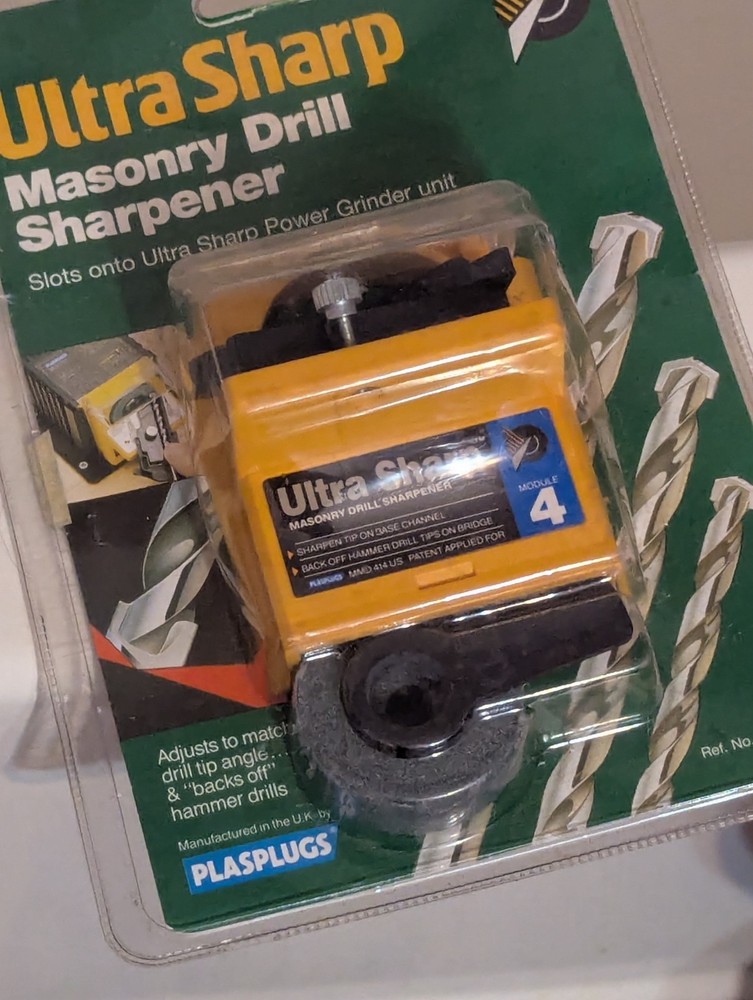 Ultra Sharp
Masonry Drill
Sharpener
Slots onto Ultra Sharp Power Grinder unit
Ultra Sharp
MASONRY DRILL SHARPENER
SHARPEN TIP ON BASE CHANNEL
BACK OFF HAMMER DRILL TIPS ON BRIDGE
PLASPLUGS MMD 414 US PATENT APPLIED FOR
MODULE
4
Adjusts to match
drill tip angle...
& "backs off"
hammer drills
Manufactured in the U.K. by
PLASPLUGS
Ref. No.